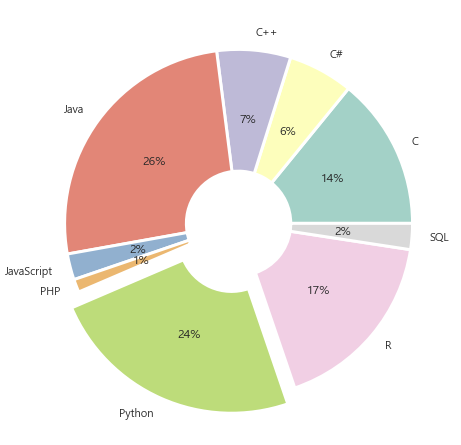 C++
C#
7%
6%
Java
C
26%
14%
2%
SQL
2%
JavaScript
1%
PHP
17%
24%
R
Python